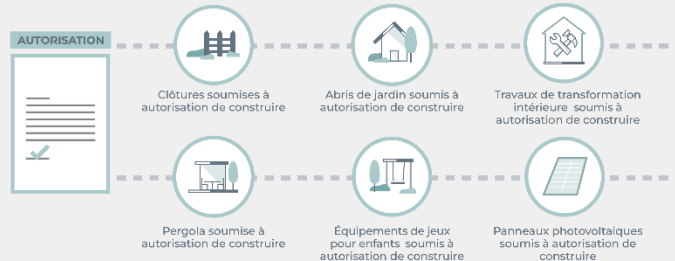 AUTORISATION
Clôtures soumises à
autorisation de construire
Abris de jardin soumis à
autorisation de construire
Travaux de transformation
intérieure soumis à
autorisation de construire
Pergola soumise à
autorisation de construire
Équipements de jeux
pour enfants soumis à
autorisation de construire
Panneaux photovoltaiques
soumis à autorisation de
construire